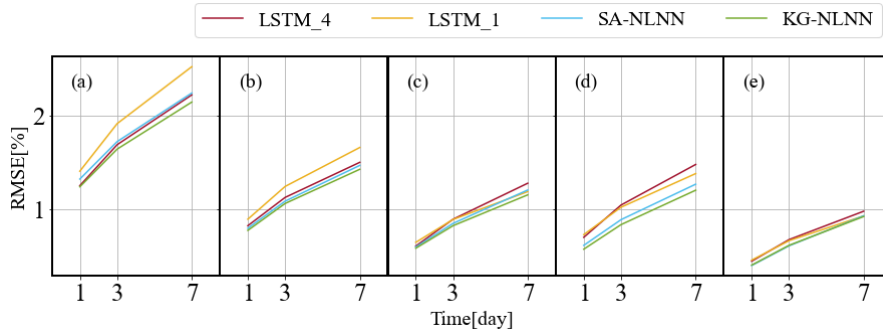 LSTM_4 LSTM_1 SA-NLNN KG-NLNN
(a) (b) (c) (d) (e)
2
1
RMSE[%]
1 3 7 1 3 7 1 3 7 1 3 7 1 3 7
Time[day]